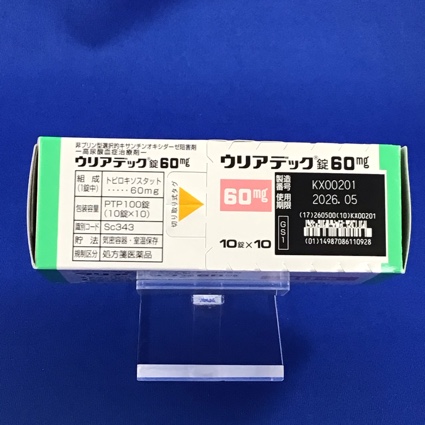 非プリン型選択的キサンチンオキシダーゼ阻害剤
―高尿酸血症治療剤―
ウリアデック®錠60mg
組成(1錠中) トピロキソスタット
·····60mg
包装容量 PTP100錠
(10錠×10)
識別コード Sc343
貯法 気密容器・室温保存
規制区分 処方箋医薬品
切り取り式タグ
ウリアデック®錠60mg
60mg
10錠×10
製造番号 KX00201
使用期限 2026.05
GS1
(17)260500(10)KX00201
(01)14987086110928